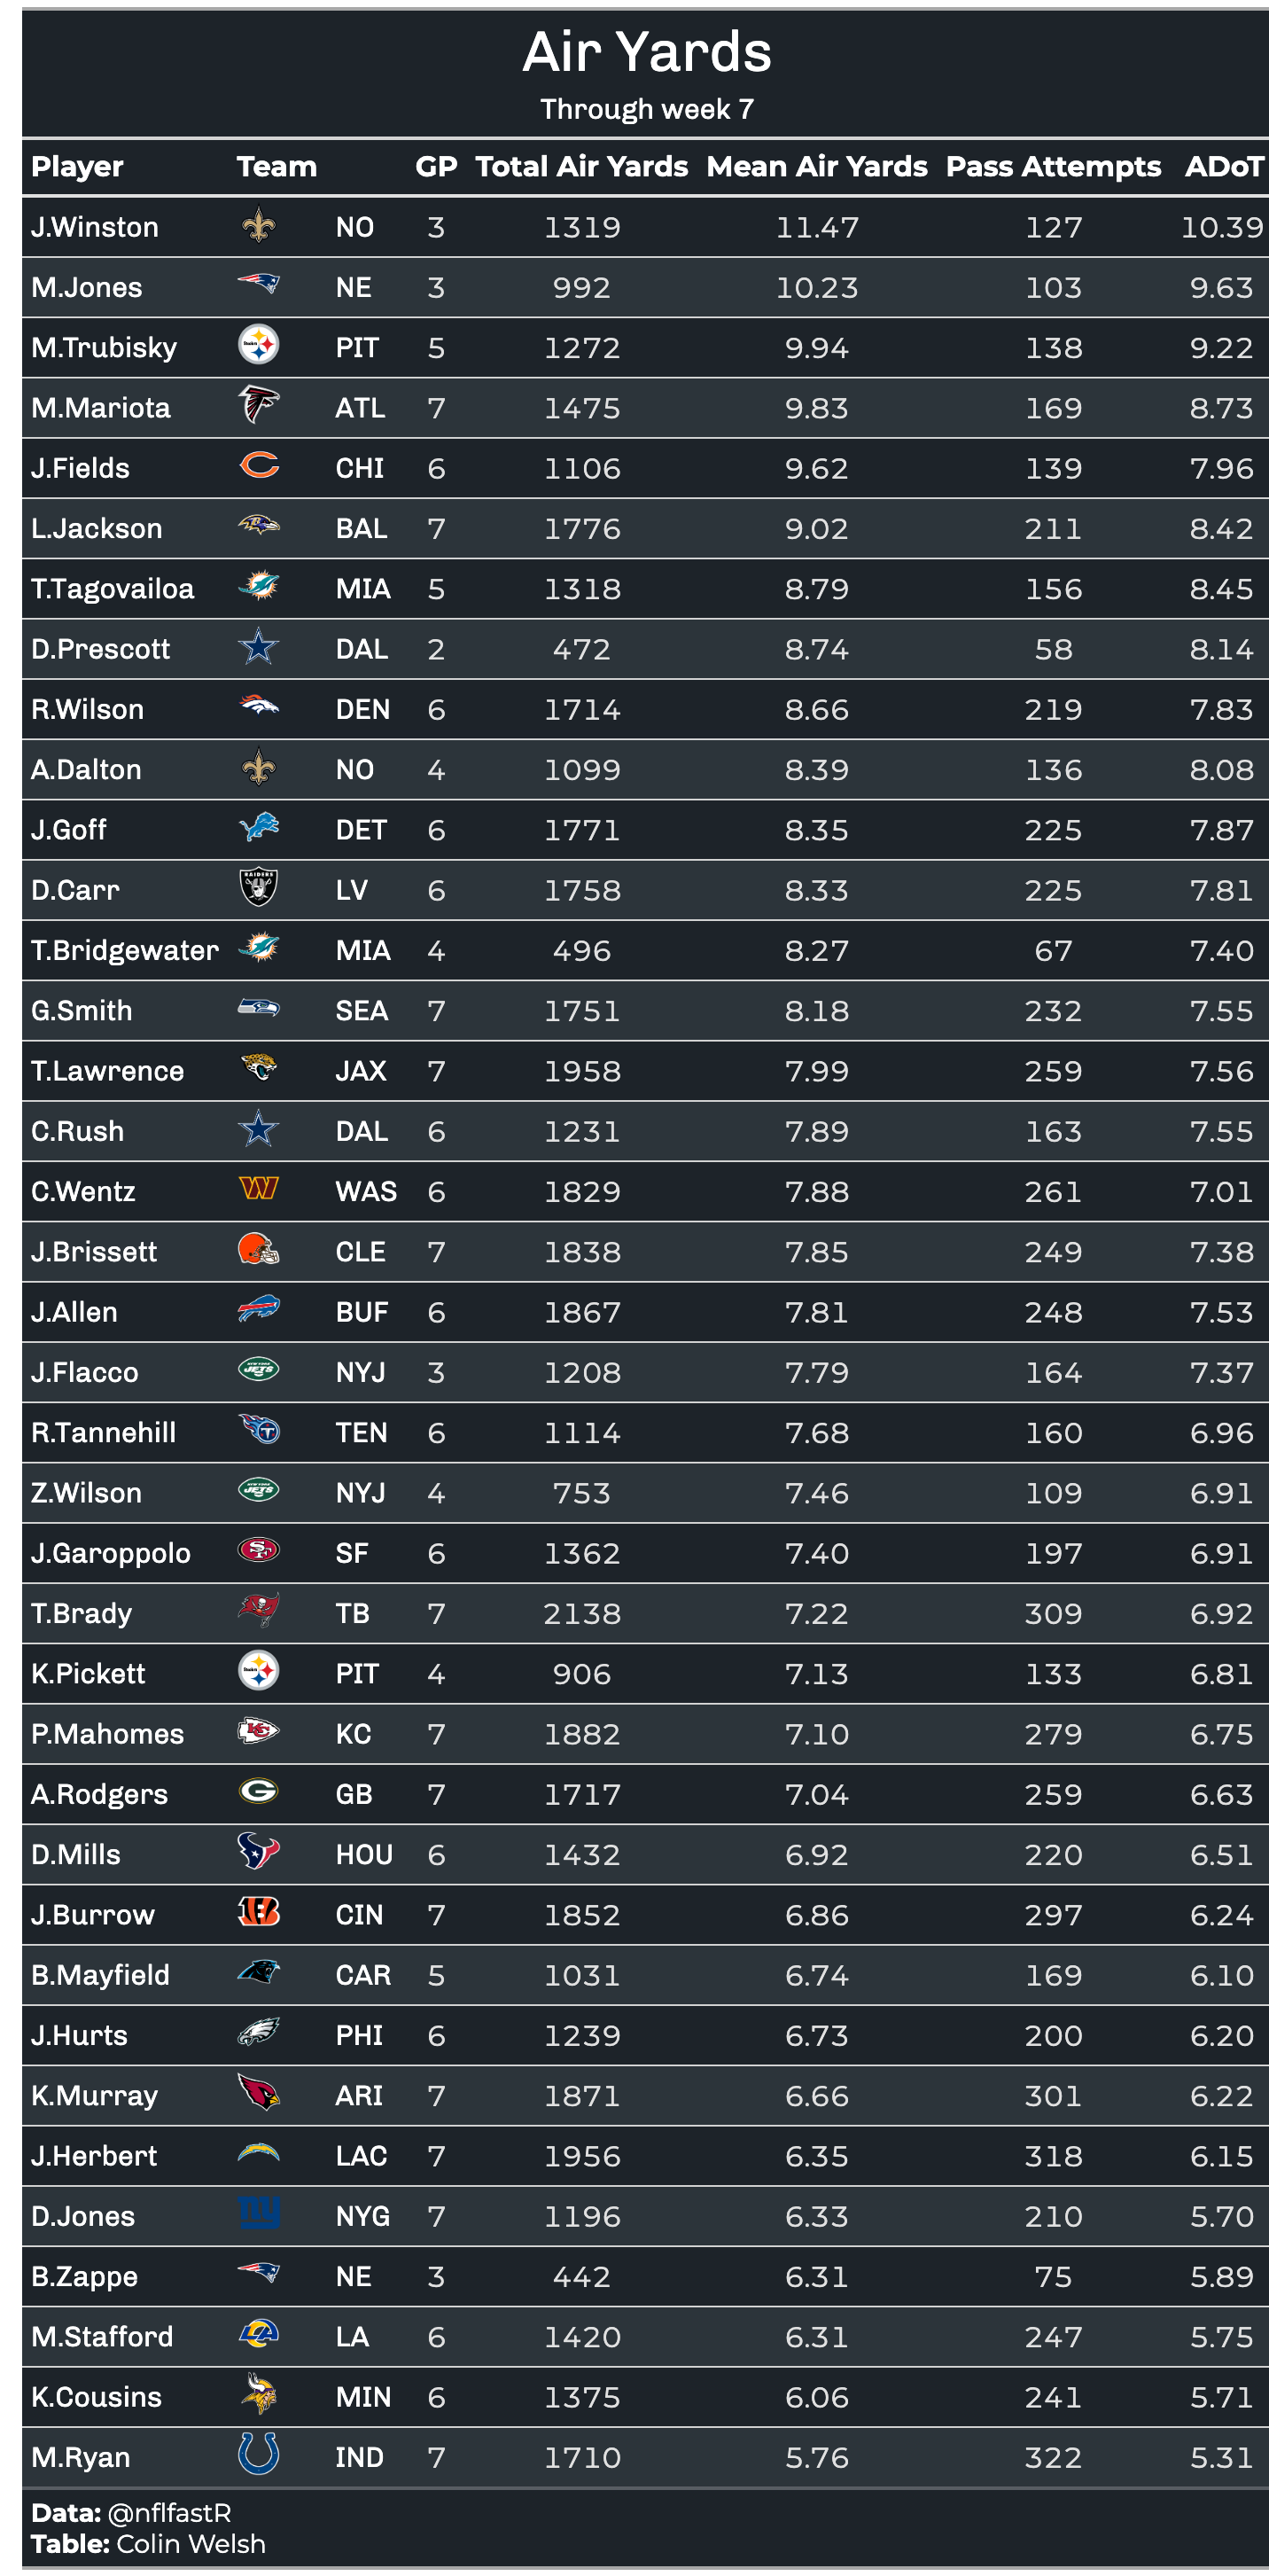 Air Yards
Through week 7
Player Team GP Total Air Yards Mean Air Yards Pass Attempts ADoT
J.Winston NO 3 1319 11.47 127 10.39
M.Jones NE 3 992 10.23 103 9.63
M.Trubisky PIT 5 1272 9.94 138 9.22
M.Mariota ATL 7 1475 9.83 169 8.73
J.Fields CHI 6 1106 9.62 139 7.96
L.Jackson BAL 7 1776 9.02 211 8.42
T.Tagovailoa MIA 5 1318 8.79 156 8.45
D.Prescott DAL 2 472 8.74 58 8.14
R.Wilson DEN 6 1714 8.66 219 7.83
A.Dalton NO 4 1099 8.39 136 8.08
J.Goff DET 6 1771 8.35 225 7.87
D.Carr RAIDERS LV 6 1758 8.33 225 7.81
T.Bridgewater MIA 4 496 8.27 67 7.40
G.Smith SEA 7 1751 8.18 232 7.55
T.Lawrence JAX 7 1958 7.99 259 7.56
C.Rush DAL 6 1231 7.89 163 7.55
C.Wentz W WAS 6 1829 7.88 261 7.01
J.Brissett CLE 7 1838 7.85 249 7.38
J.Allen BUF 6 1867 7.81 248 7.53
J.Flacco JETS NYJ 3 1208 7.79 164 7.37
R.Tannehill T TEN 6 1114 7.68 160 6.96
Z.Wilson JETS NYJ 4 753 7.46 109 6.91
J.Garoppolo SF SF 6 1362 7.40 197 6.91
T.Brady TB 7 2138 7.22 309 6.92
K.Pickett PIT 4 906 7.13 133 6.81
P.Mahomes KC KC 7 1882 7.10 279 6.75
A.Rodgers G GB 7 1717 7.04 259 6.63
D.Mills HOU 6 1432 6.92 220 6.51
J.Burrow B CIN 7 1852 6.86 297 6.24
B.Mayfield CAR 5 1031 6.74 169 6.10
J.Hurts PHI 6 1239 6.73 200 6.20
K.Murray ARI 7 1871 6.66 301 6.22
J.Herbert LAC 7 1956 6.35 318 6.15
D.Jones ny NYG 7 1196 6.33 210 5.70
B.Zappe NE 3 442 6.31 75 5.89
M.Stafford LA LA 6 1420 6.31 247 5.75
K.Cousins MIN 6 1375 6.06 241 5.71
M.Ryan IND 7 1710 5.76 322 5.31
Data: @nflfastR
Table: Colin Welsh